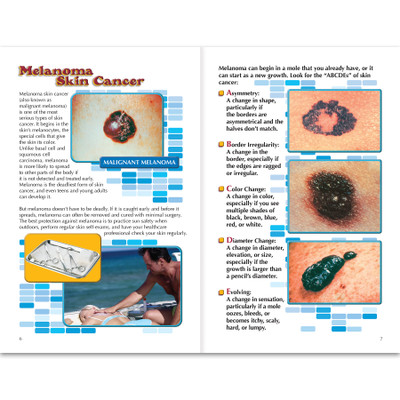 Melanoma
Skin Cancer
Melanoma skin cancer
(also known as
malignant melanoma)
is one of the most
serious types of skin
cancer. It begins in the
skin's melanocytes, the
special cells that give
the skin its color.
Unlike basal cell and
squamous cell
carcinoma, melanoma
is more likely to spread
to other parts of the body if
it is not detected and treated early.
Melanoma is the deadliest form of skin
cancer, and even teens and young adults
can develop it.
MALIGNANT MELANOMA
But melanoma doesn't have to be deadly. If it is caught early and before it
spreads, melanoma can often be removed and cured with minimal surgery.
The best protection against melanoma is to practice sun safety when
outdoors, perform regular skin self-exams, and have your healthcare
professional check your skin regularly.
6
Melanoma can begin in a mole that you already have, or it
can start as a new growth. Look for the "ABCDEs" of skin
cancer:
Asymmetry:
A change in shape,
particularly if
the borders are
asymmetrical and the
halves don't match.
Border Irregularity:
A change in the
border, especially if
the edges are ragged
or irregular.
Color Change:
A change in color,
especially if you see
multiple shades of
black, brown, blue,
red, or white.
Diameter Change:
A change in diameter,
elevation, or size,
especially if the
growth is larger than
a pencil's diameter.
Evolving:
A change in sensation,
particularly if a mole
oozes, bleeds, or
becomes itchy, scaly,
hard, or lumpy.
7